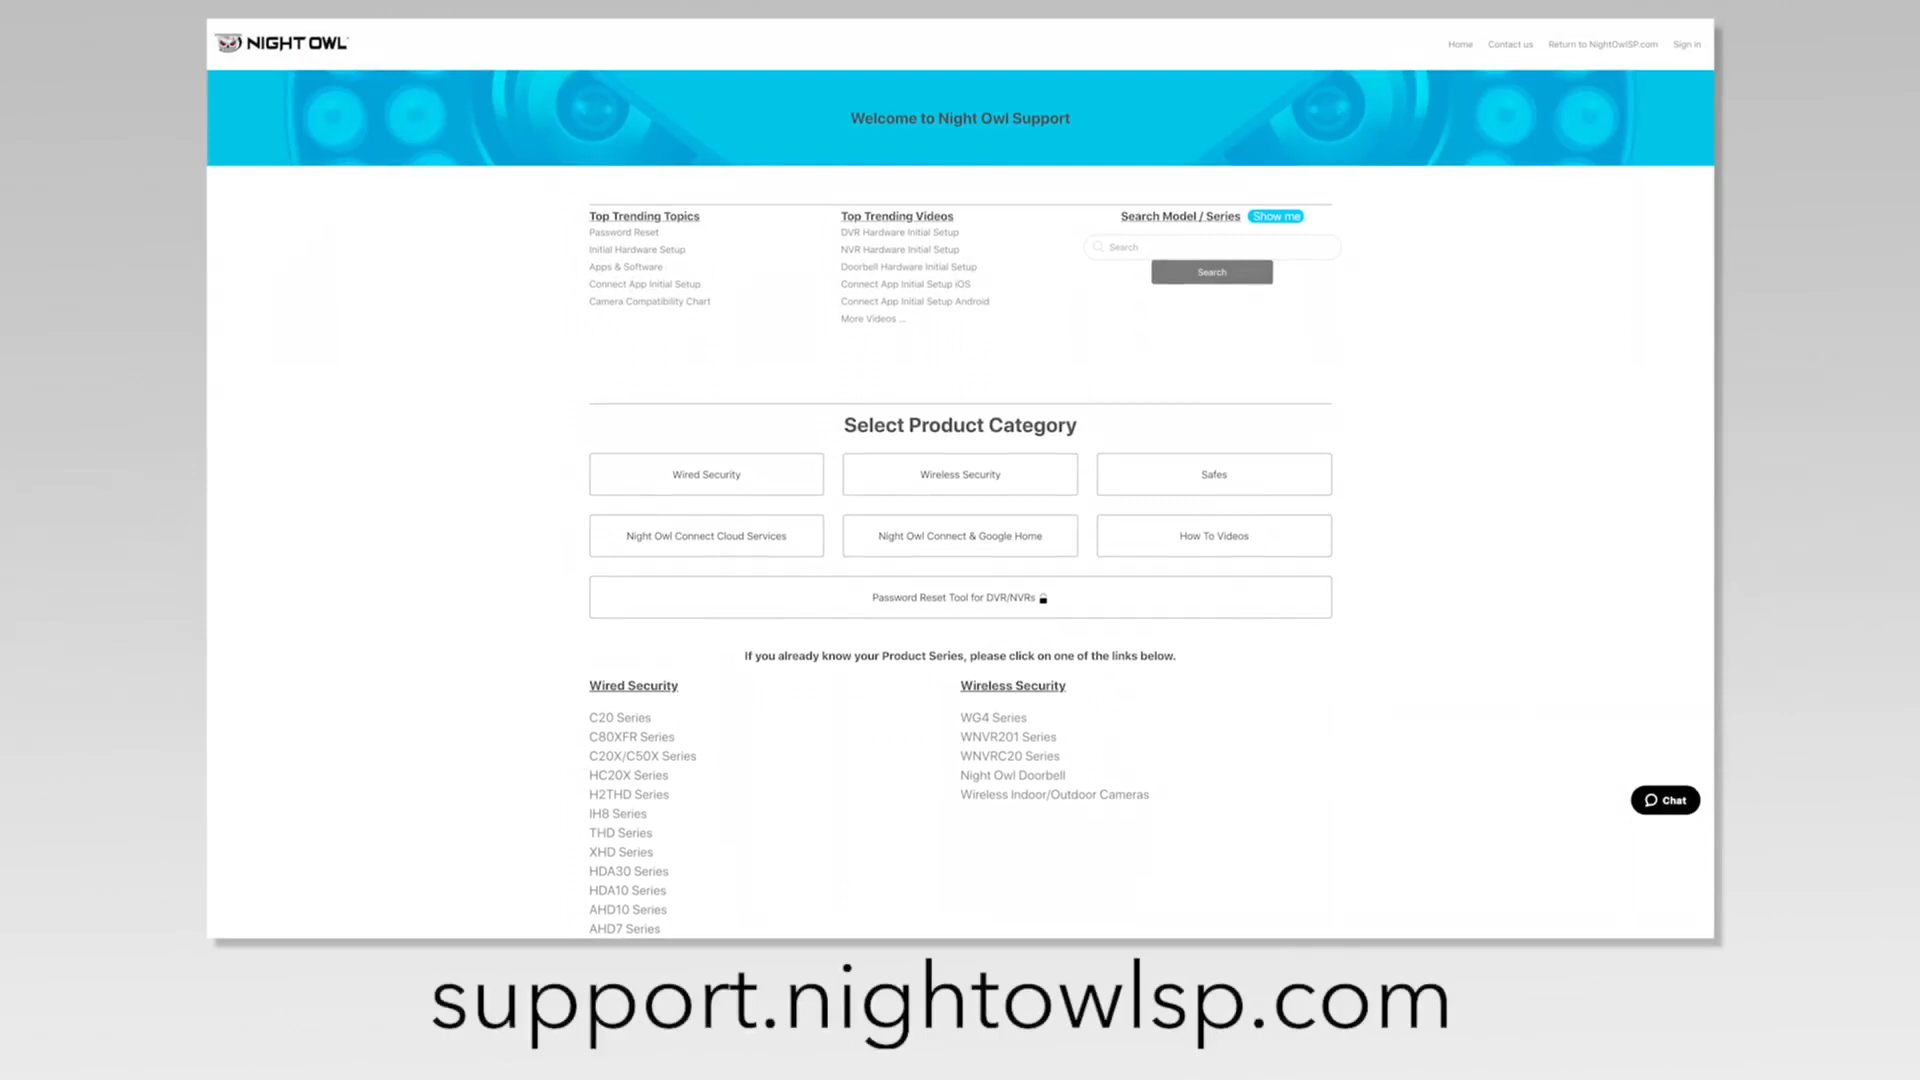 NIGHT OWL
Home Contact us Return to NightOwlSP.com Sign in
Welcome to Night Owl Support
Top Trending Topics
Password Reset
Initial Hardware Setup
Apps & Software
Connect App Initial Setup
Camera Compatibility Chart
Top Trending Videos
DVR Hardware Initial Setup
NVR Hardware Initial Setup
Doorbell Hardware Initial Setup
Connect App Initial Setup iOS
Connect App Initial Setup Android
More Videos ...
Search Model / Series Show me
Search
Search
Select Product Category
Wired Security
Wireless Security
Safes
Night Owl Connect Cloud Services
Night Owl Connect & Google Home
How To Videos
Password Reset Tool for DVR/NVRs
If you already know your Product Series, please click on one of the links below.
Wired Security
C20 Series
C80XFR Series
C20X/C50X Series
HC20X Series
H2THD Series
IH8 Series
THD Series
XHD Series
HDA30 Series
HDA10 Series
AHD10 Series
AHD7 Series
Wireless Security
WG4 Series
WNVR201 Series
WNVRC20 Series
Night Owl Doorbell
Wireless Indoor/Outdoor Cameras
Chat
support.nightowlsp.com